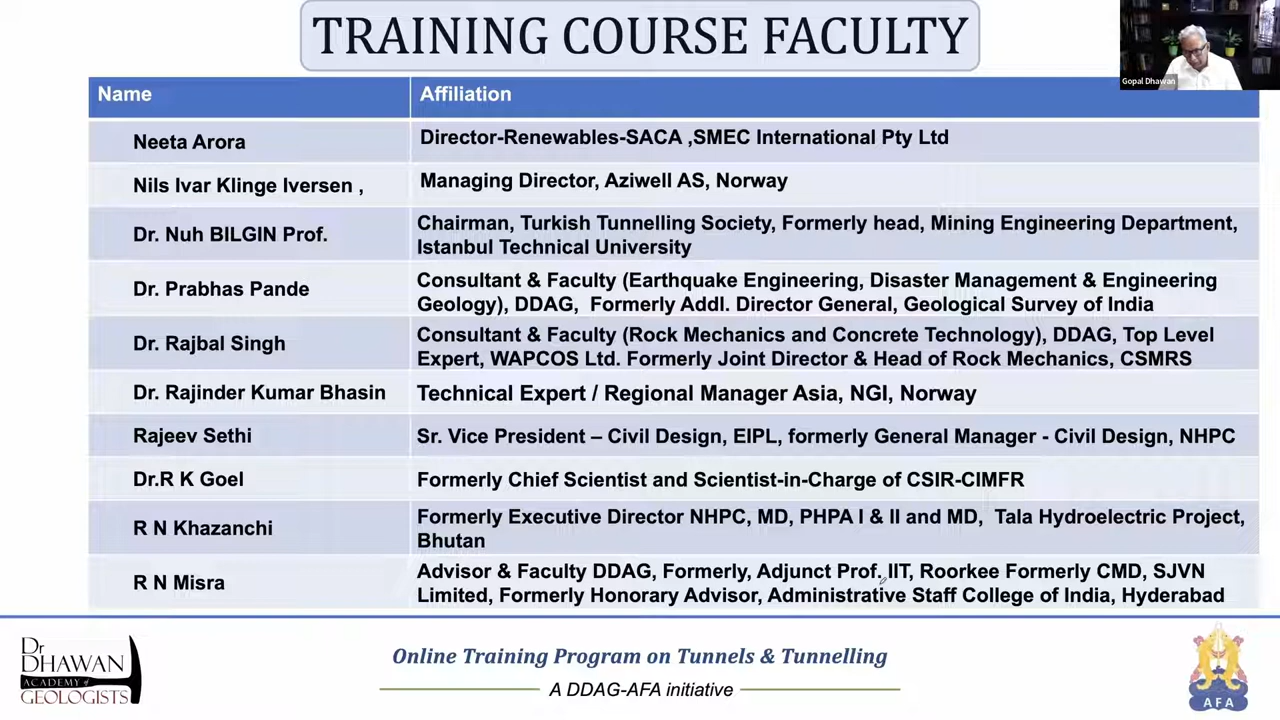 TRAINING COURSE FACULTY
Gopal Dhawan
Name Affiliation
Neeta Arora Director-Renewables-SACA ,SMEC International Pty Ltd
Nils Ivar Klinge Iversen , Managing Director, Aziwell AS, Norway
Dr. Nuh BILGIN Prof. Chairman, Turkish Tunnelling Society, Formerly head, Mining Engineering Department,
Istanbul Technical University
Dr. Prabhas Pande Consultant & Faculty (Earthquake Engineering, Disaster Management & Engineering
Geology), DDAG, Formerly Addl. Director General, Geological Survey of India
Dr. Rajbal Singh Consultant & Faculty (Rock Mechanics and Concrete Technology), DDAG, Top Level
Expert, WAPCOS Ltd. Formerly Joint Director & Head of Rock Mechanics, CSMRS
Dr. Rajinder Kumar Bhasin Technical Expert / Regional Manager Asia, NGI, Norway
Rajeev Sethi Sr. Vice President – Civil Design, EIPL, formerly General Manager - Civil Design, NHPC
Dr.R K Goel Formerly Chief Scientist and Scientist-in-Charge of CSIR-CIMFR
R N Khazanchi Formerly Executive Director NHPC, MD, PHPA I & II and MD, Tala Hydroelectric Project,
Bhutan
R N Misra Advisor & Faculty DDAG, Formerly, Adjunct Prof. IIT, Roorkee Formerly CMD, SJVN
Limited, Formerly Honorary Advisor, Administrative Staff College of India, Hyderabad
Dr
DHAWAN
ACADEMY of
GEOLOGISTS
Online Training Program on Tunnels & Tunnelling
A DDAG-AFA initiative
AFA